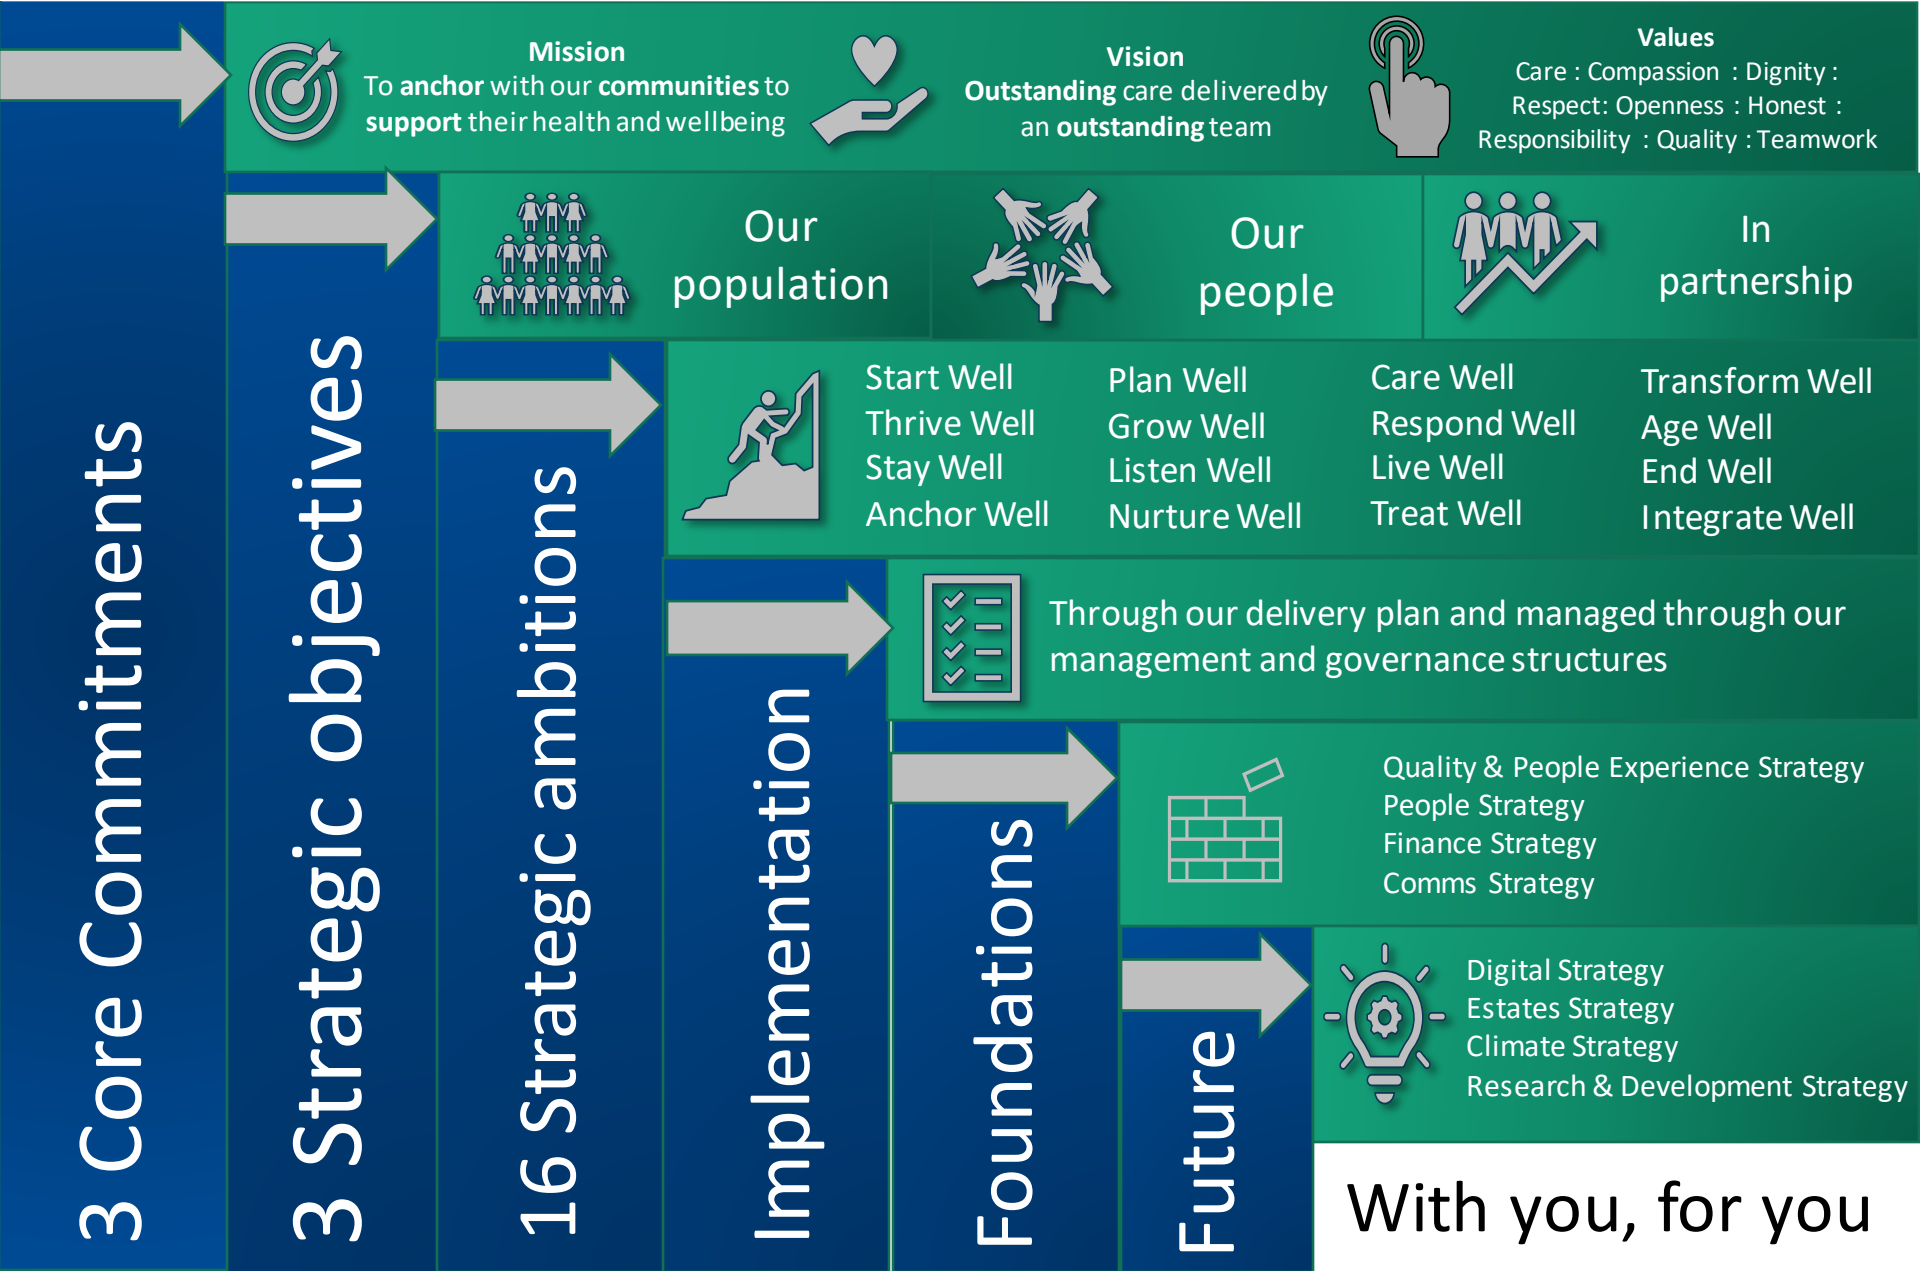 3 Core Commitments
Mission
To anchor with our communities to
support their health and wellbeing
Vision
Outstanding care delivered by
an outstanding team
Values
Care : Compassion : Dignity :
Respect: Openness : Honest :
Responsibility : Quality : Teamwork
3 Strategic objectives
Our
population
Our
people
In
partnership
16 Strategic ambitions
Start Well
Thrive Well
Stay Well
Anchor Well
Plan Well
Grow Well
Listen Well
Nurture Well
Care Well
Respond Well
Live Well
Treat Well
Transform Well
Age Well
End Well
Integrate Well
Implementation
Through our delivery plan and managed through our
management and governance structures
Foundations
Quality & People Experience Strategy
People Strategy
Finance Strategy
Comms Strategy
Future
Digital Strategy
Estates Strategy
Climate Strategy
Research & Development Strategy
With you, for you